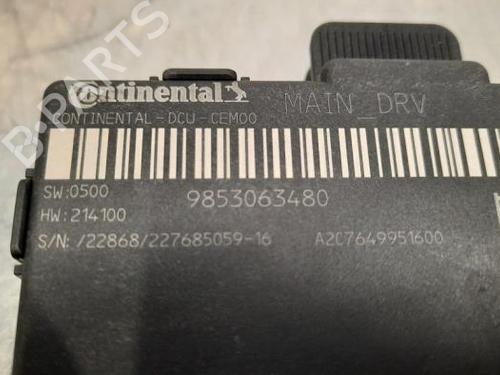 Continental MAIN_DRV
CONTINENTAL-DCU-CEM00
SW:0500
9853063480
HW:214100
S/N: /22868/227685059-16 A2C7649951600
B-PARTS